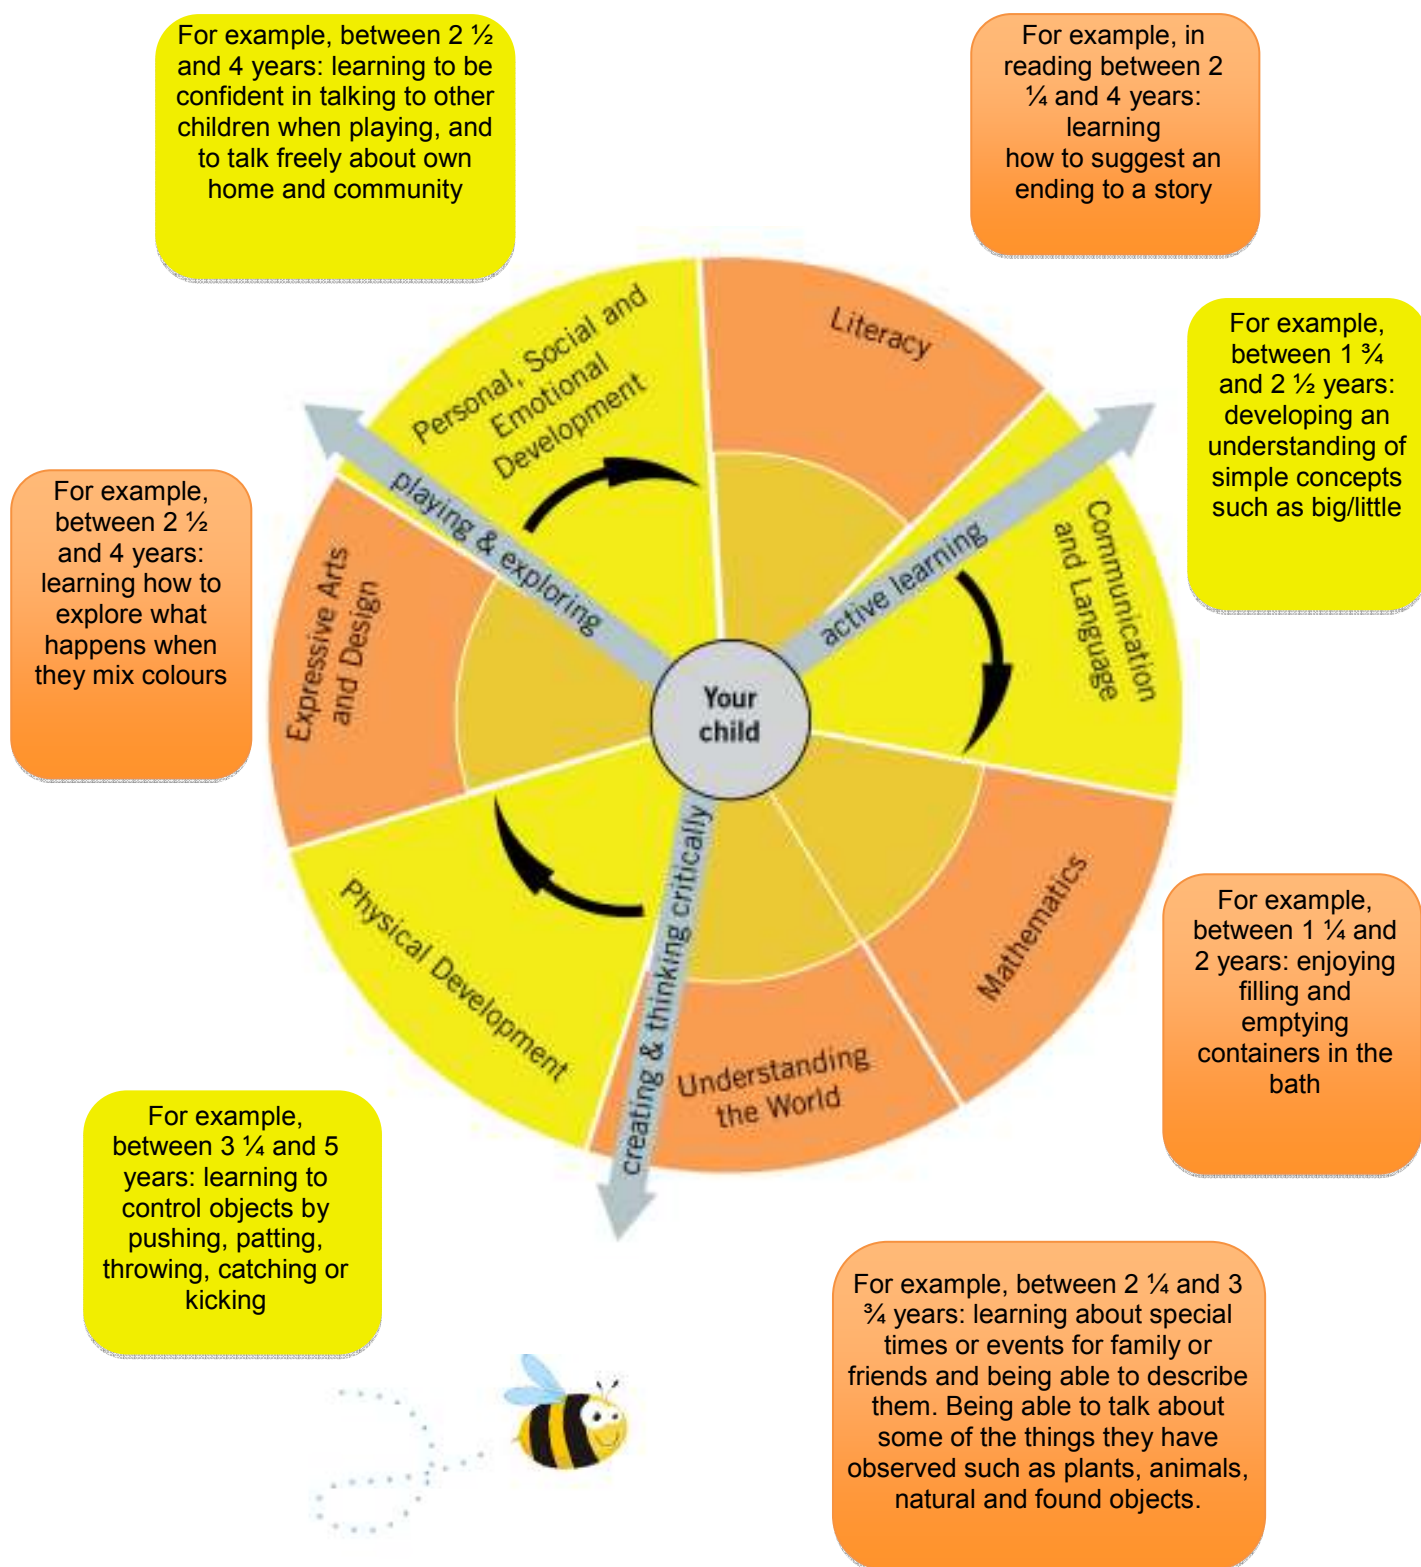 For example, between 2 ½
and 4 years: learning to be
confident in talking to other
children when playing, and
to talk freely about own
home and community
For example, in
reading between 2
¼ and 4 years:
learning
how to suggest an
ending to a story
For example,
between 1 ¾
and 2 ½ years:
developing an
understanding of
simple concepts
such as big/little
For example,
between 2 ½
and 4 years:
learning how to
explore what
happens when
they mix colours
Personal, Social and
Emotional
Development
Literacy
Communication
and Language
Expressive Arts
and Design
playing & exploring
active learning
Your
child
creating & thinking critically
Physical Development
Mathematics
Understanding
the World
For example,
between 1 ¼ and
2 years: enjoying
filling and
emptying
containers in the
bath
For example,
between 3 ¼ and 5
years: learning to
control objects by
pushing, patting,
throwing, catching or
kicking
For example, between 2 ¼ and 3
¾ years: learning about special
times or events for family or
friends and being able to describe
them. Being able to talk about
some of the things they have
observed such as plants, animals,
natural and found objects.